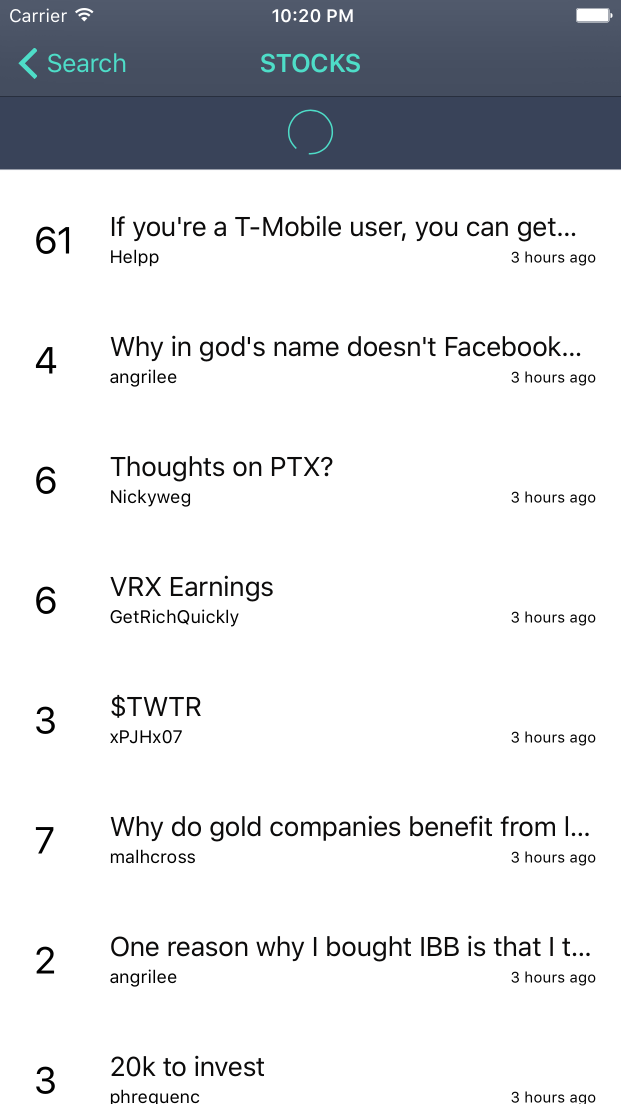 Carrier 10:20 PM
Search STOCKS
61 If you're a T-Mobile user, you can get...
Helpp 3 hours ago
4 Why in god's name doesn't Facebook...
angrilee 3 hours ago
6 Thoughts on PTX?
Nickyweg 3 hours ago
6 VRX Earnings
GetRichQuickly 3 hours ago
3 $TWTR
xPJHx07 3 hours ago
7 Why do gold companies benefit from l...
malhcross 3 hours ago
2 One reason why I bought IBB is that I t...
angrilee 3 hours ago
3 20k to invest
phrequenc 3 hours ago